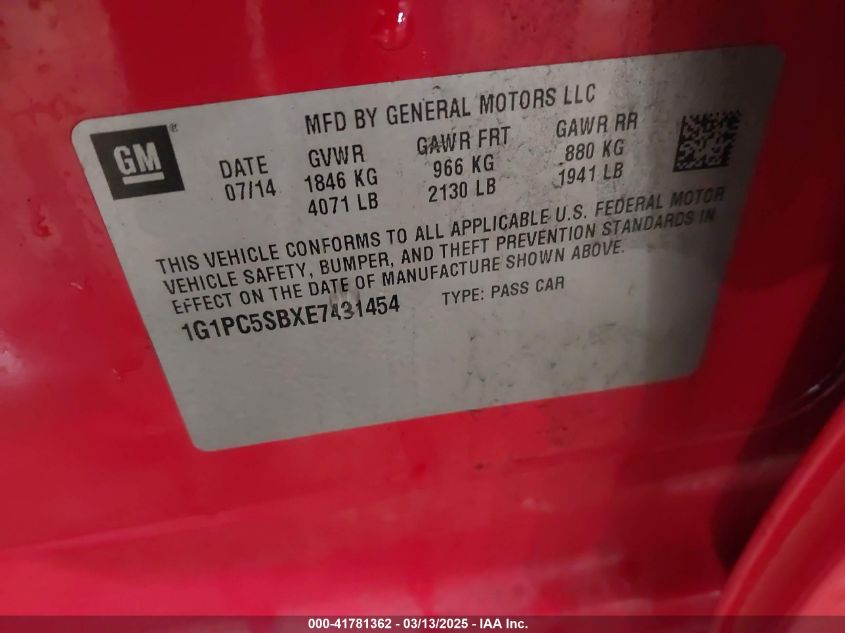 MFD BY GENERAL MOTORS LLC
GM®
DATE GVWR GAWR FRT GAWR RR
07/14 1846 KG 966 KG 880 KG
4071 LB 2130 LB 1941 LB
THIS VEHICLE CONFORMS TO ALL APPLICABLE U.S. FEDERAL MOTOR
VEHICLE SAFETY, BUMPER, AND THEFT PREVENTION STANDARDS IN
EFFECT ON THE DATE OF MANUFACTURE SHOWN ABOVE.
1G1PC5SBXE7431454 TYPE: PASS CAR
000-41781362 - 03/13/2025 - IAA Inc.